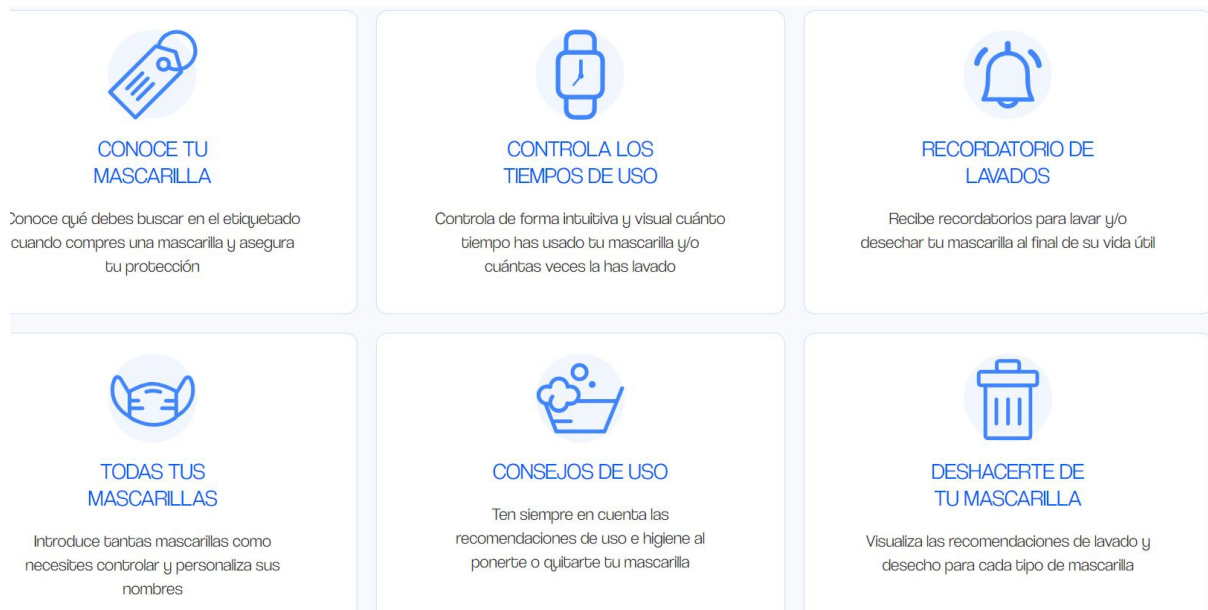 CONOCE TU
MASCARILLA
Conoce qué debes buscar en el etiquetado
cuando compres una mascarilla y asegura
tu protección
CONTROLA LOS
TIEMPOS DE USO
Controla de forma intuitiva y visual cuánto
tiempo has usado tu mascarilla y/o
cuántas veces la has lavado
RECORDATORIO DE
LAVADOS
Recibe recordatorios para lavar y/o
desechar tu mascarilla al final de su vida útil
TODAS TUS
MASCARILLAS
Introduce tantas mascarillas como
necesites controlar y personaliza sus
nombres
CONSEJOS DE USO
Ten siempre en cuenta las
recomendaciones de uso e higiene al
ponerte o quitarte tu mascarilla
DESHACERTE DE
TU MASCARILLA
Visualiza las recomendaciones de lavado y
desecho para cada tipo de mascarilla